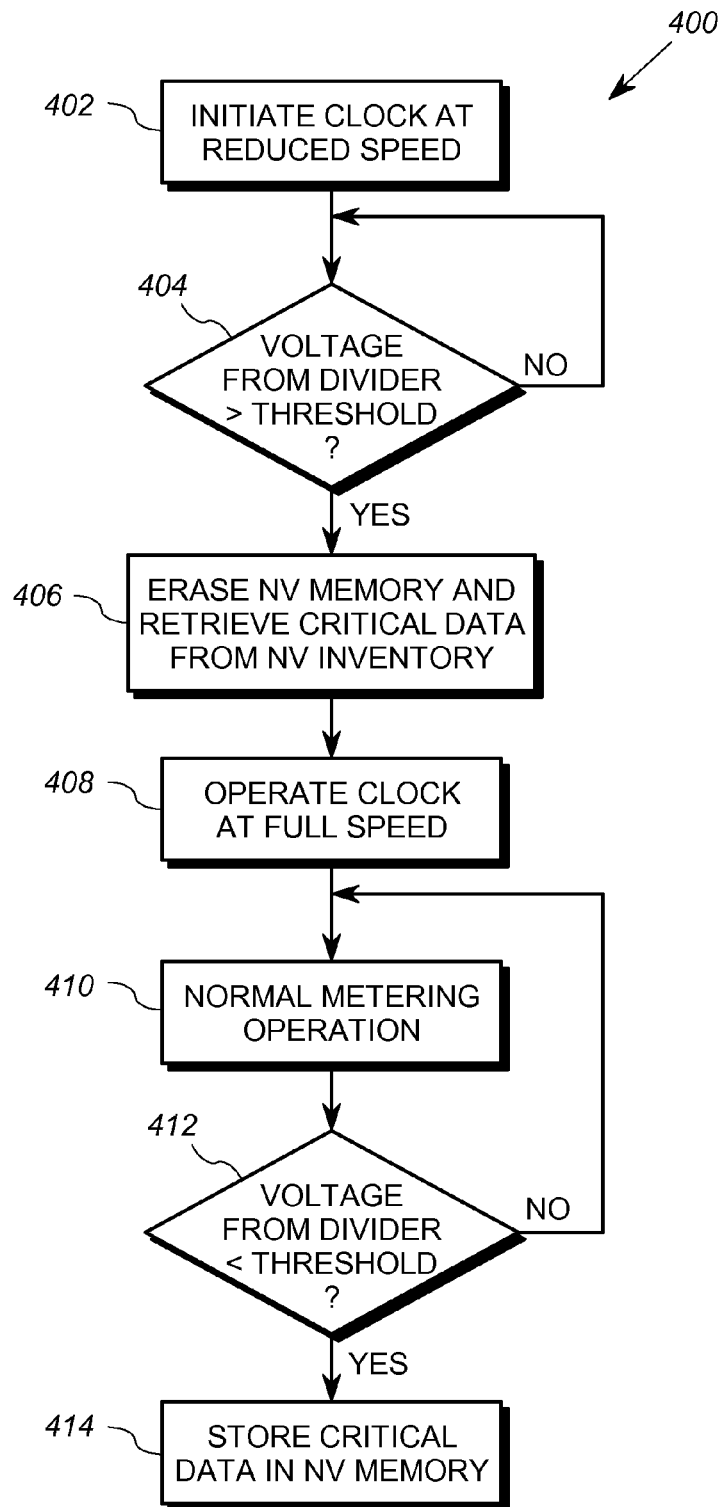 400
402
INITIATE CLOCK AT
REDUCED SPEED
404
VOLTAGE
FROM DIVIDER
> THRESHOLD
?
NO
YES
406
ERASE NV MEMORY AND
RETRIEVE CRITICAL DATA
FROM NV INVENTORY
408
OPERATE CLOCK
AT FULL SPEED
410
NORMAL METERING
OPERATION
412
VOLTAGE
FROM DIVIDER
< THRESHOLD
?
NO
YES
414
STORE CRITICAL
DATA IN NV MEMORY